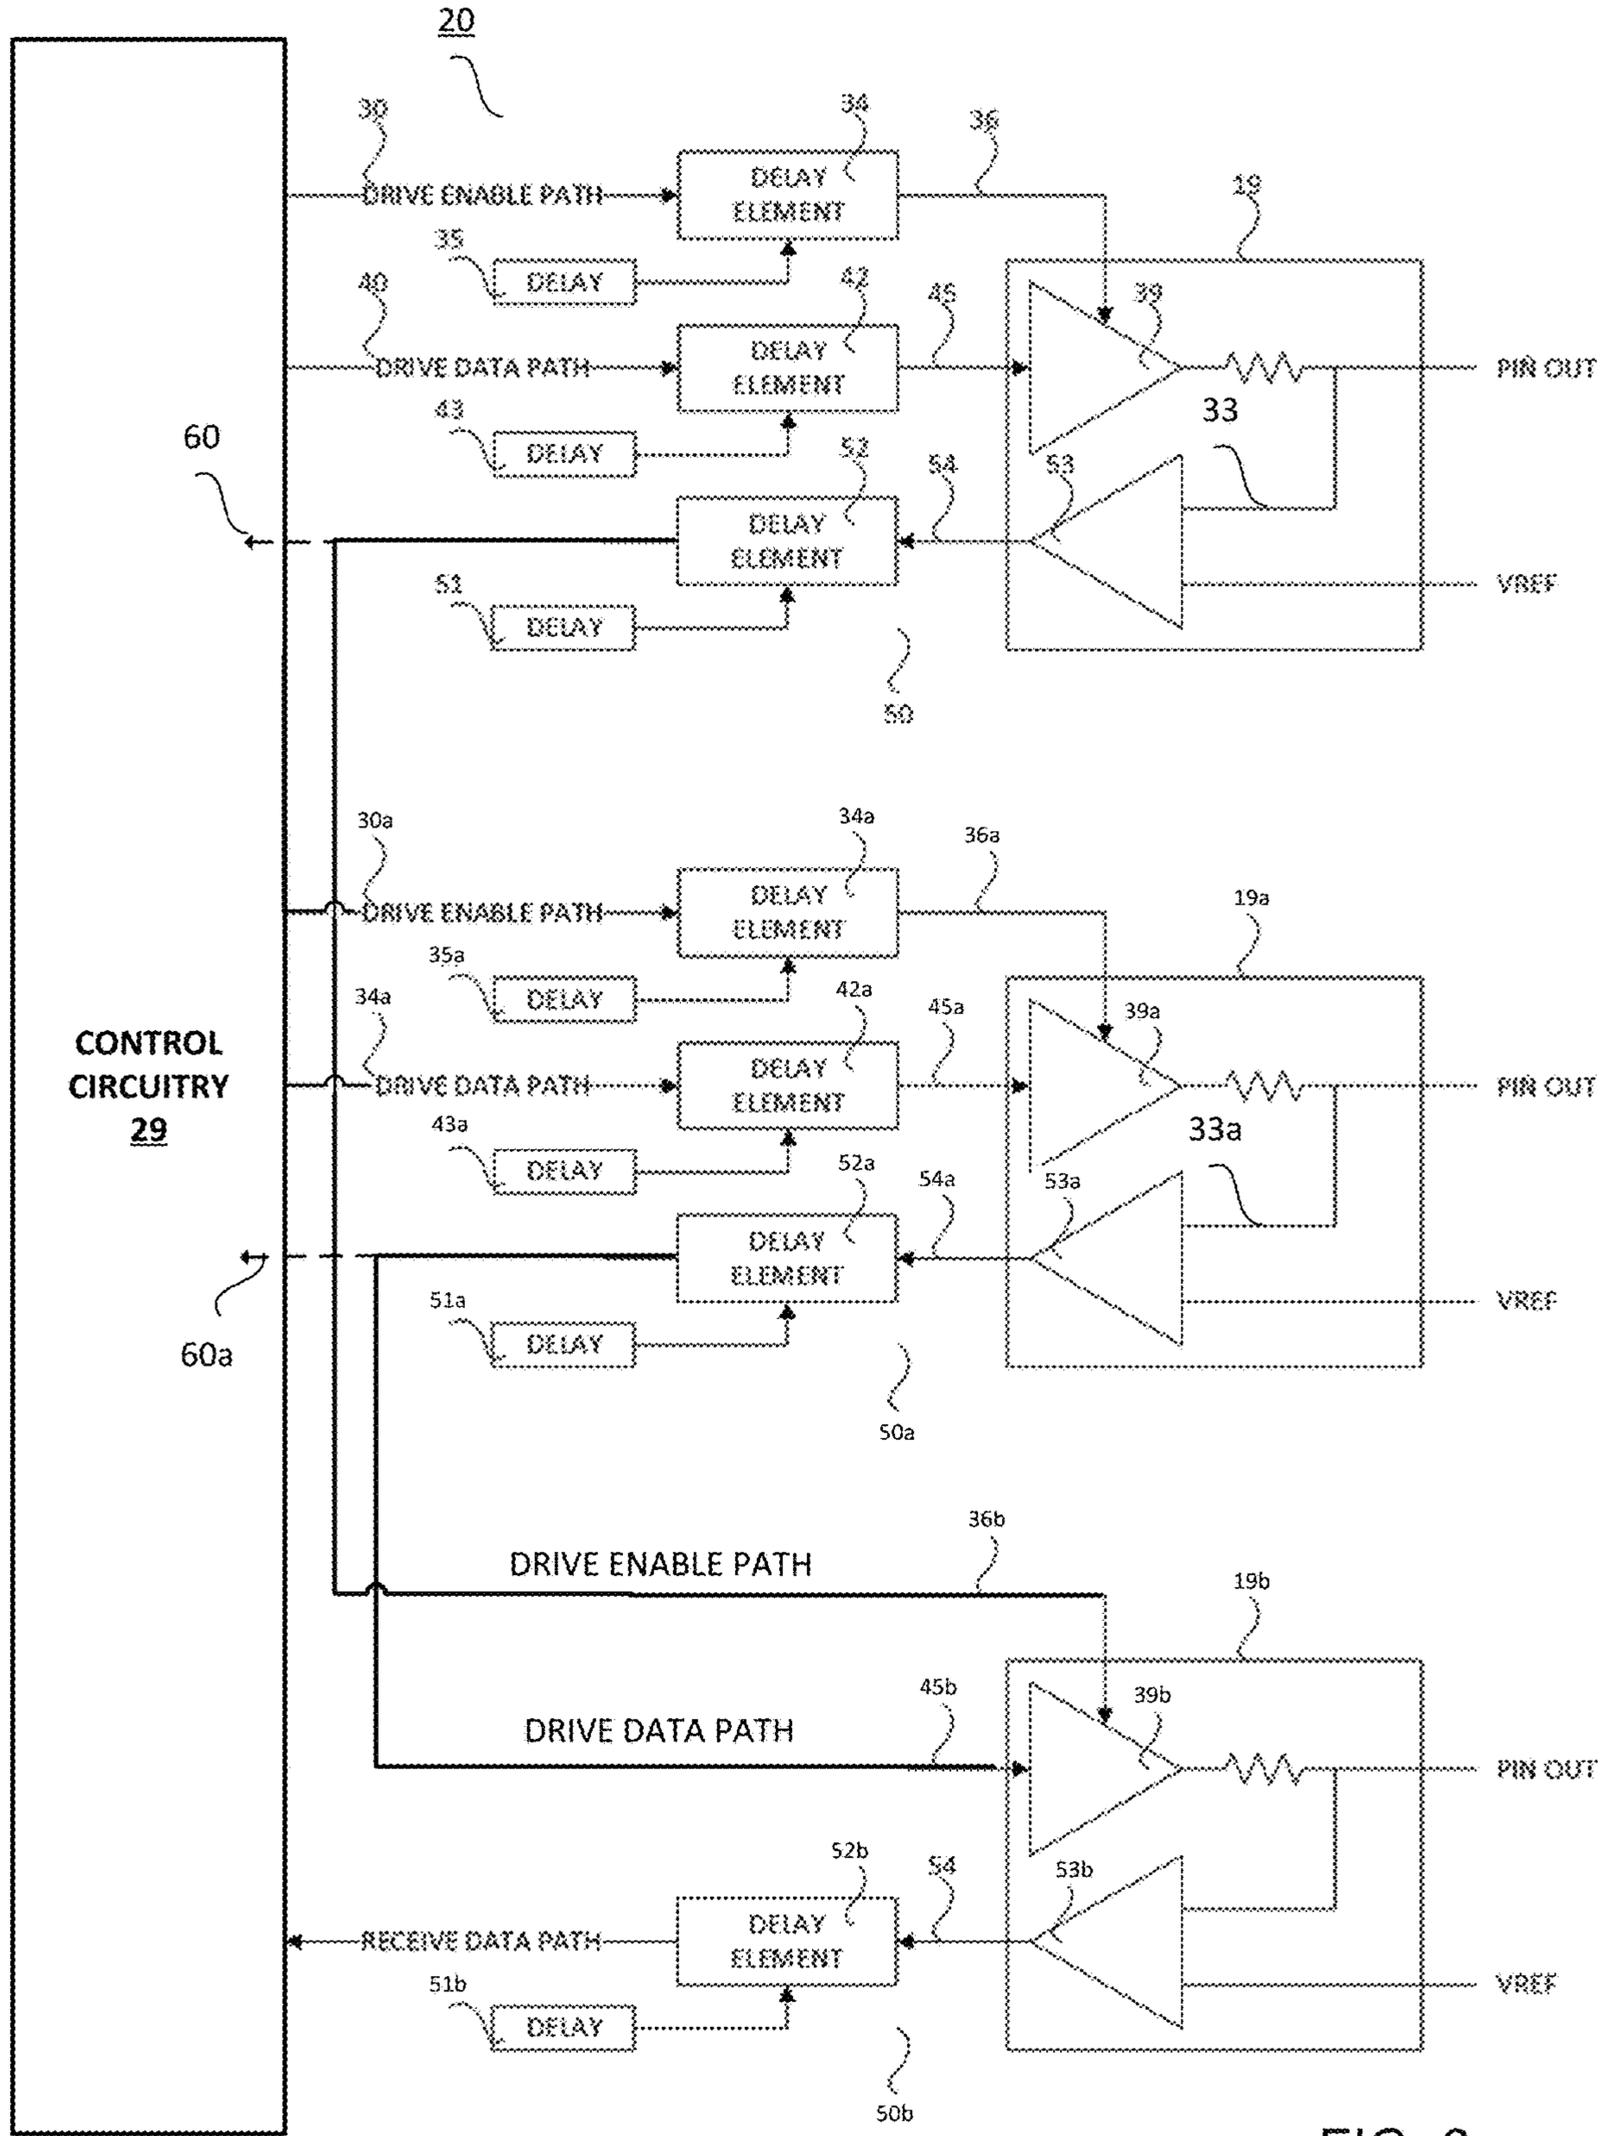 20
30
34
36
DRIVE ENABLE PATH
DELAY
ELEMENT
19
35
DELAY
40
42
45
39
DRIVE DATA PATH
DELAY
ELEMENT
PIN OUT
43
DELAY
33
60
52
54
53
DELAY
ELEMENT
51
DELAY
VREF
50
30a
34a
36a
DRIVE ENABLE PATH
DELAY
ELEMENT
19a
35a
DELAY
34a
42a
45a
39a
DRIVE DATA PATH
DELAY
ELEMENT
PIN OUT
CONTROL
CIRCUITRY
29
43a
DELAY
33a
52a
54a
53a
DELAY
ELEMENT
60a
51a
DELAY
VREF
50a
36b
DRIVE ENABLE PATH
19b
45b
39b
DRIVE DATA PATH
PIN OUT
52b
54
53b
RECEIVE DATA PATH
DELAY
ELEMENT
51b
DELAY
VREF
50b